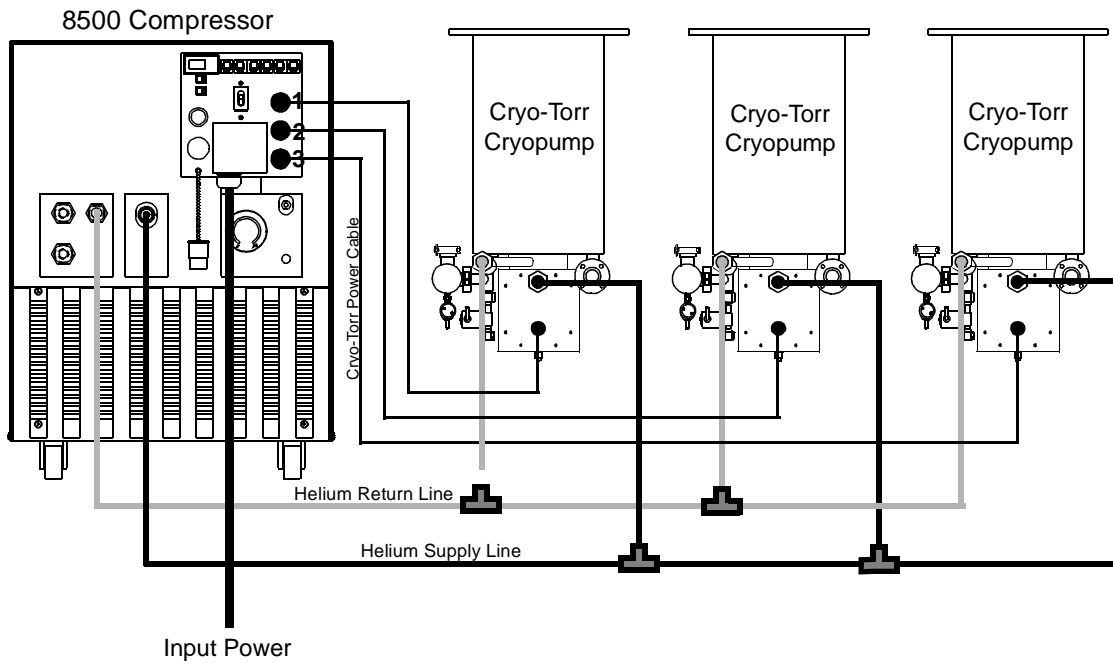 8500 Compressor
1
2
3
Cryo-Torr
Cryopump
Cryo-Torr
Cryopump
Cryo-Torr
Cryopump
Cryo-Torr Power Cable
Helium Return Line
Helium Supply Line
Input Power